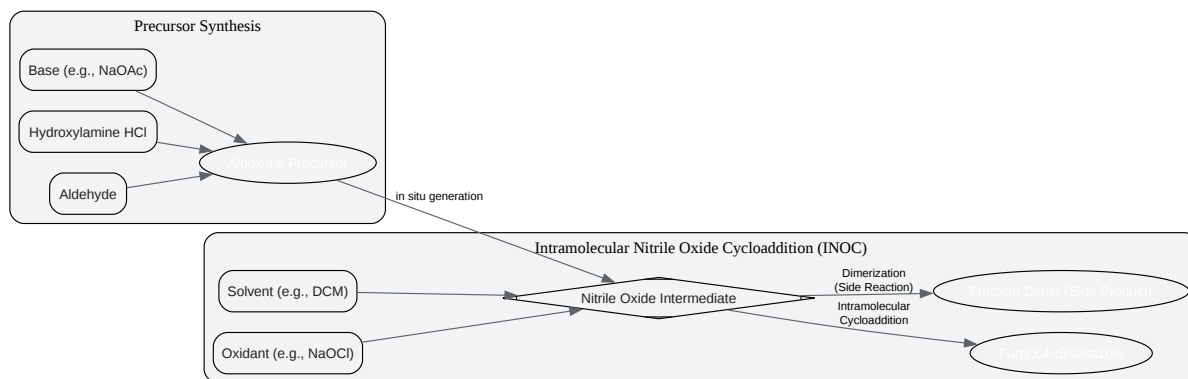 Precursor Synthesis
Base (e.g., NaOAc)
Hydroxylamine HCl
Aldehyde
Aldoxime Precursor
in situ generation
Intramolecular Nitrile Oxide Cycloaddition (INOC)
Solvent (e.g., DCM)
Oxidant (e.g., NaOCl)
Nitrile Oxide Intermediate
Dimerization
(Side Reaction)
Intramolecular
Cycloaddition
Furoxan Dimer (Side Product)
Furo[3,4-d]isoxazole